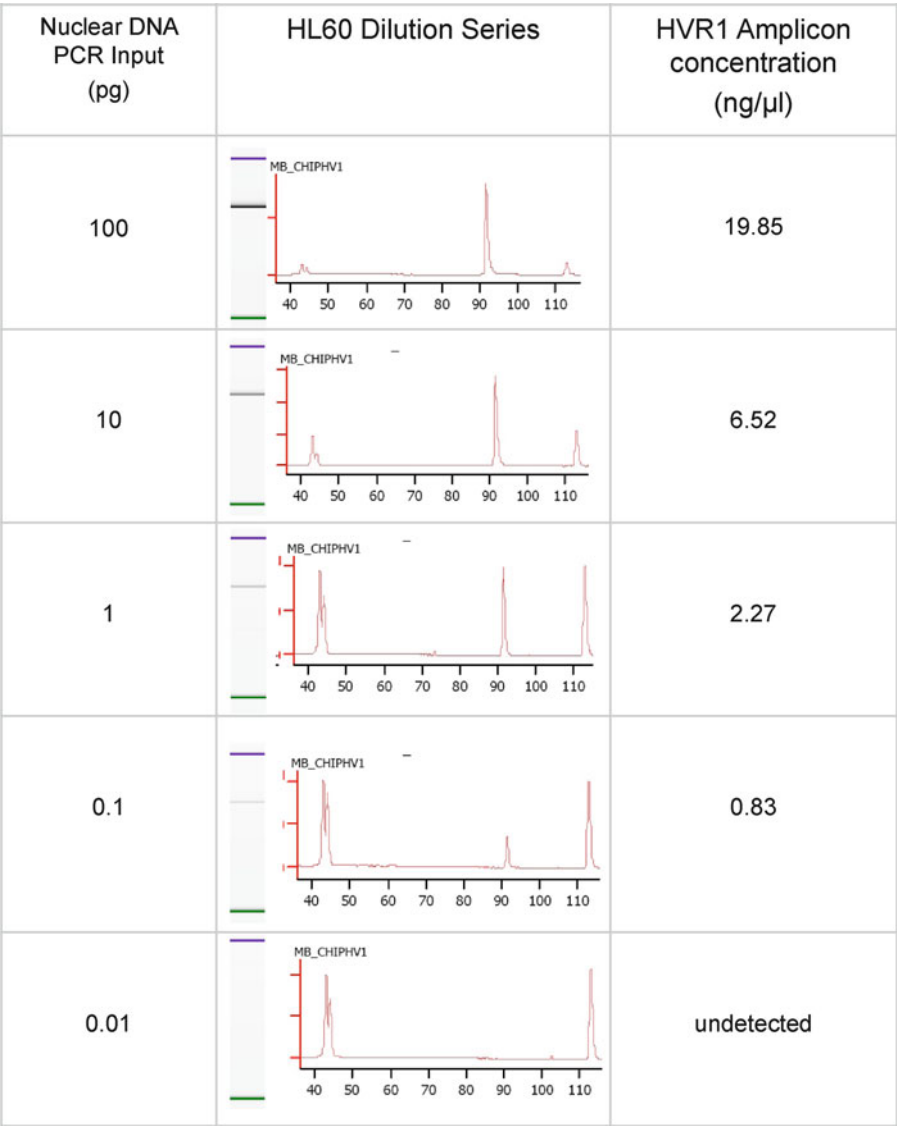 Nuclear DNA
PCR Input
(pg)
HL60 Dilution Series
HVR1 Amplicon
concentration
(ng/µl)
100
MB_CHIPHV1
40 50 60 70 80 90 100 110
19.85
10
MB_CHIPHV1
40 50 60 70 80 90 100 110
6.52
1
MB_CHIPHV1
40 50 60 70 80 90 100 110
2.27
0.1
MB_CHIPHV1
40 50 60 70 80 90 100 110
0.83
0.01
MB_CHIPHV1
40 50 60 70 80 90 100 110
undetected